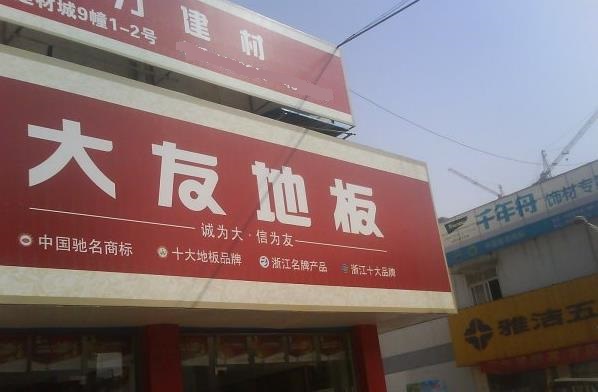 建材
建材城9幢1-2号
大友地板
诚为大·信为友
中国驰名商标 十大地板品牌 浙江名牌产品 浙江十大品牌
千年舟 饰材专
雅洁五